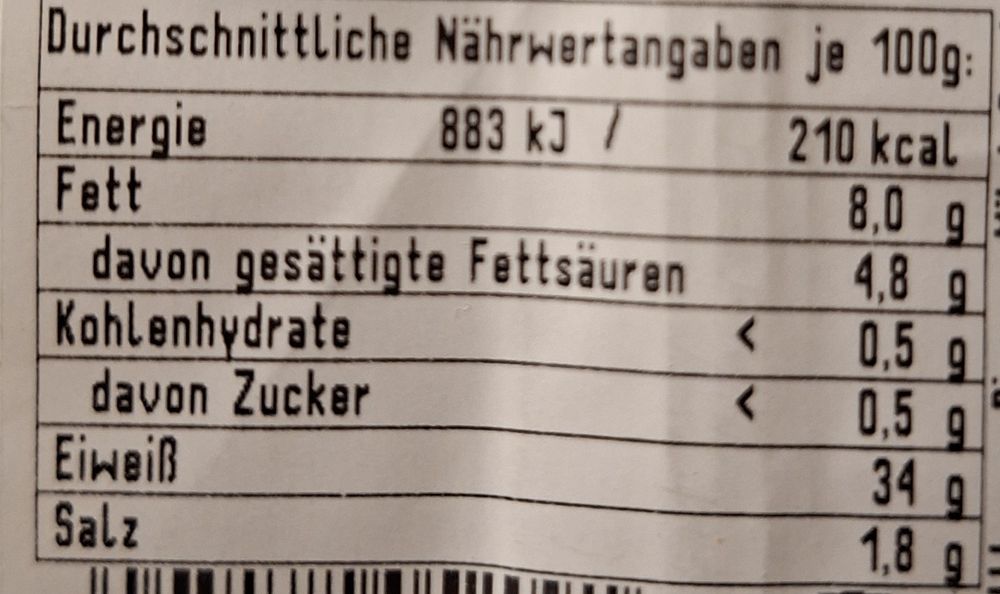 Durchschnittliche Nährwertangaben je 100g:
Energie 883 kJ / 210 kcal
Fett 8,0 g
davon gesättigte Fettsäuren 4,8 g
Kohlenhydrate < 0,5 g
davon Zucker < 0,5 g
Eiweiß 34 g
Salz 1,8 g